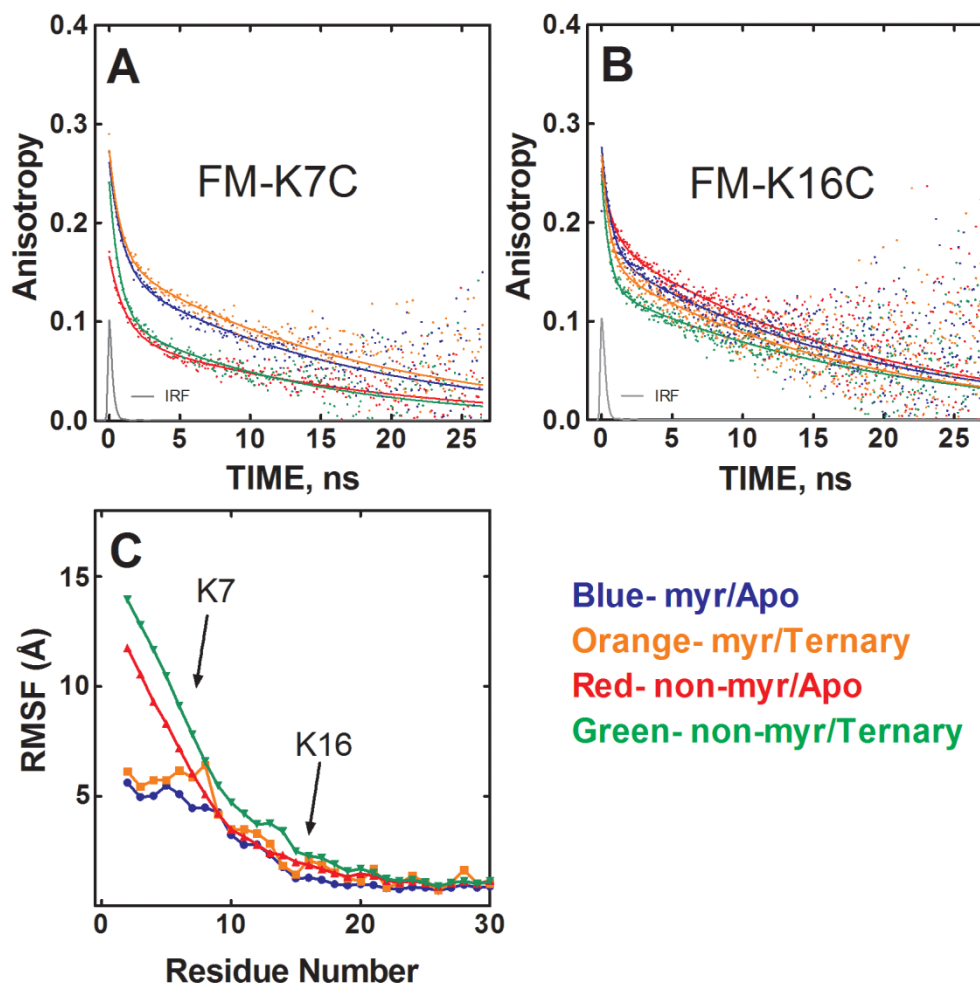 A
FM-K7C
Anisotropy
0.4
0.3
0.2
0.1
0.0
IRF
0 5 10 15 20 25
TIME, ns
B
FM-K16C
Anisotropy
0.4
0.3
0.2
0.1
0.0
IRF
0 5 10 15 20 25
TIME, ns
C
K7
K16
RMSF (Å)
15
10
5
0 10 20 30
Residue Number
Blue- myr/Apo
Orange- myr/Ternary
Red- non-myr/Apo
Green- non-myr/Ternary